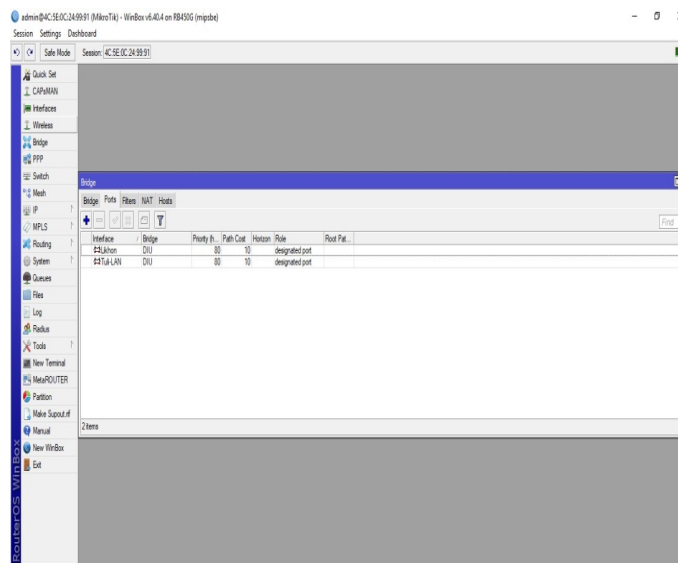 admin@4C:5E:0C:24:99:91 (MikroTik) - WinBox v6.40.4 on RB450G (mipsbe)
Session Settings Dashboard
Safe Mode Session: 4C:5E:0C:24:99:91
Quick Set
CAPsMAN
Interfaces
Wireless
Bridge
PPP
Switch
Mesh
IP
MPLS
Routing
System
Queues
Files
Log
Radius
Tools
New Terminal
MetaROUTER
Partition
Make Supout.rif
Manual
New WinBox
Exit
RouterOS WinBox
Bridge
Bridge Ports Filters NAT Hosts
Find
Interface Bridge Priority (h... Path Cost Horizon Role Root Pat...
Likhon DIU 80 10 designated port
Tuli-LAN DIU 80 10 designated port
2 items